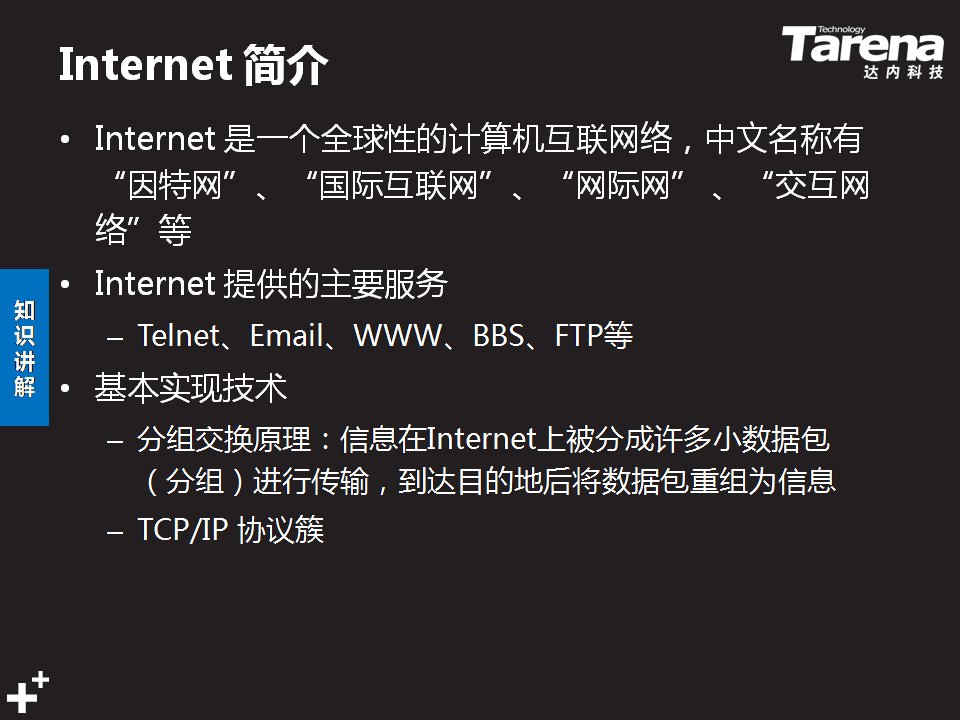 Internet 简介
Technology
Tarena
达内科技
• Internet 是一个全球性的计算机互联网络，中文名称有
“因特网”、“国际互联网”、“网际网”、“交互网
络”等
• Internet 提供的主要服务
– Telnet、Email、WWW、BBS、FTP等
• 基本实现技术
– 分组交换原理：信息在Internet上被分成许多小数据包
（分组）进行传输，到达目的地后将数据包重组为信息
– TCP/IP 协议簇
知
识
讲
解